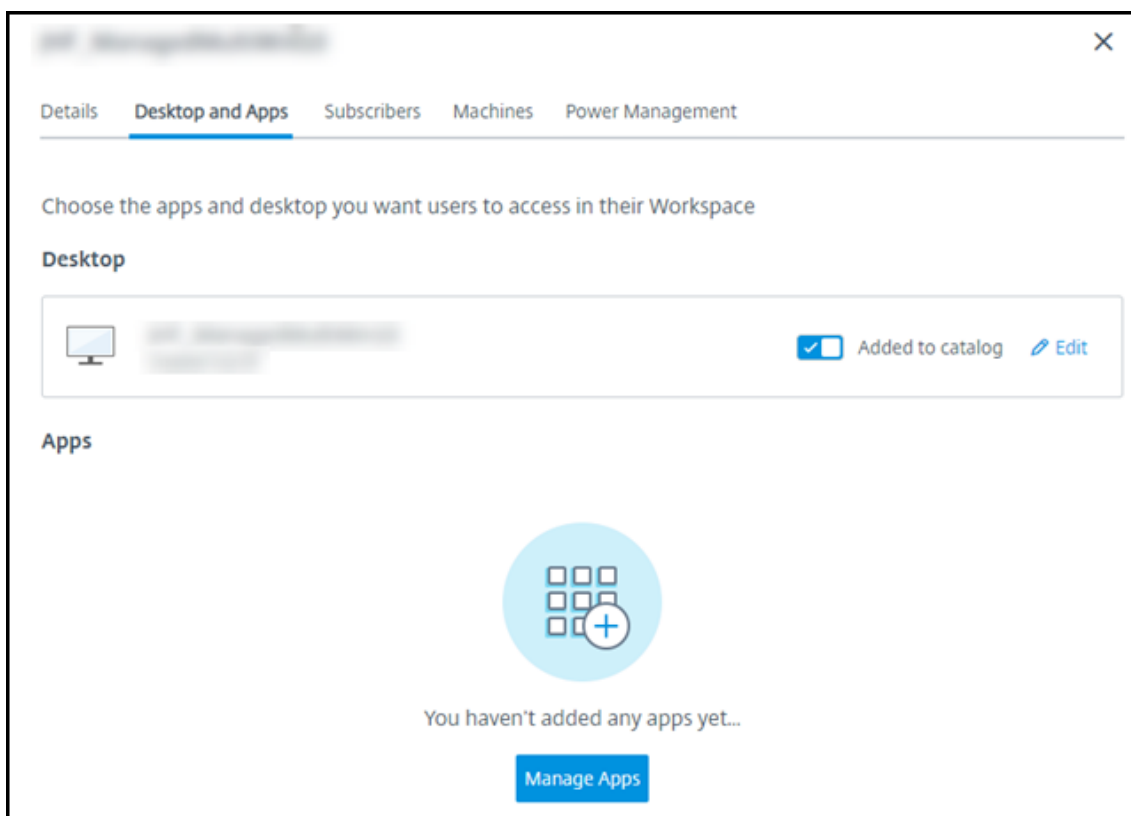 Details Desktop and Apps Subscribers Machines Power Management
Choose the apps and desktop you want users to access in their Workspace
Desktop
Added to catalog Edit
Apps
You haven't added any apps yet...
Manage Apps